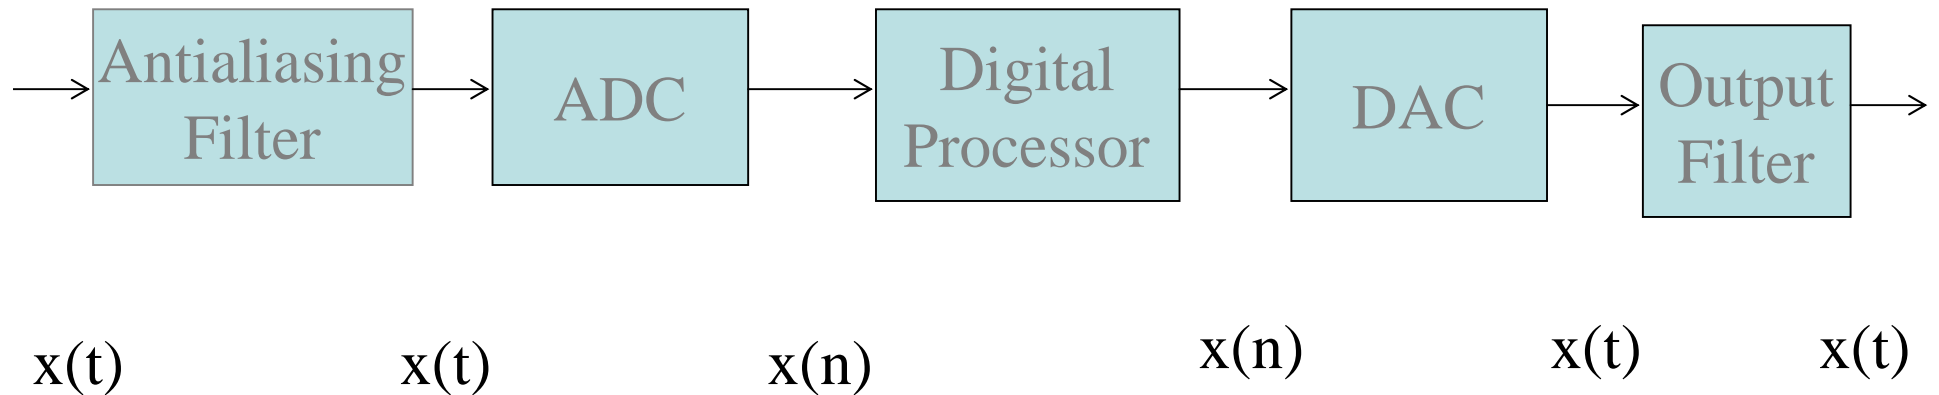 Antialiasing
Filter
ADC
Digital
Processor
DAC
Output
Filter
x(t)
x(t)
x(n)
x(n)
x(t)
x(t)